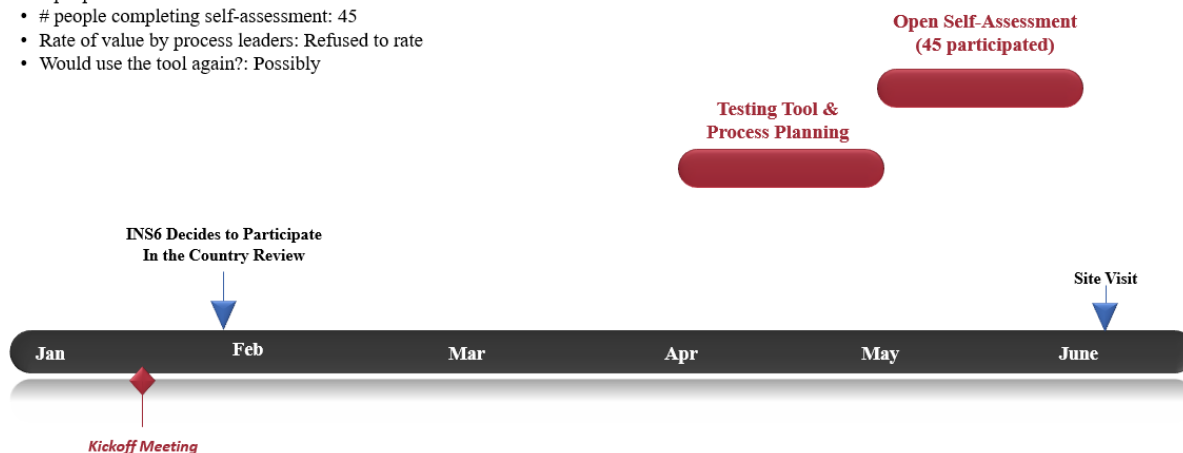 • # people completing self-assessment: 45
• Rate of value by process leaders: Refused to rate
• Would use the tool again?: Possibly
Open Self-Assessment
(45 participated)
Testing Tool &
Process Planning
INS6 Decides to Participate
In the Country Review
Site Visit
Jan
Feb
Mar
Apr
May
June
Kickoff Meeting